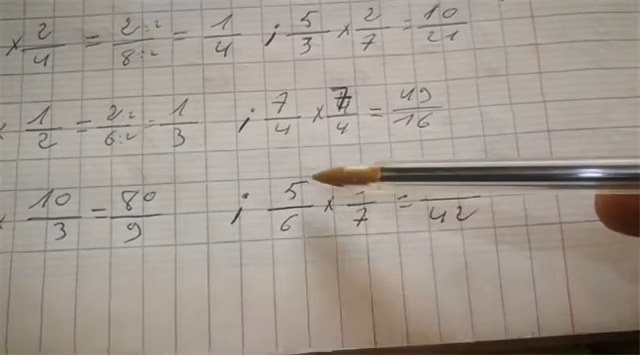 × 2/4 = 2:2/8:2 = 1/4 ; 5/3 × 2/7 = 10/21
× 1/2 = 2:2/6:2 = 1/3 ; 7/4 × 7/4 = 49/16
× 10/3 = 80/9 ; 5/6 × 1/7 = /42